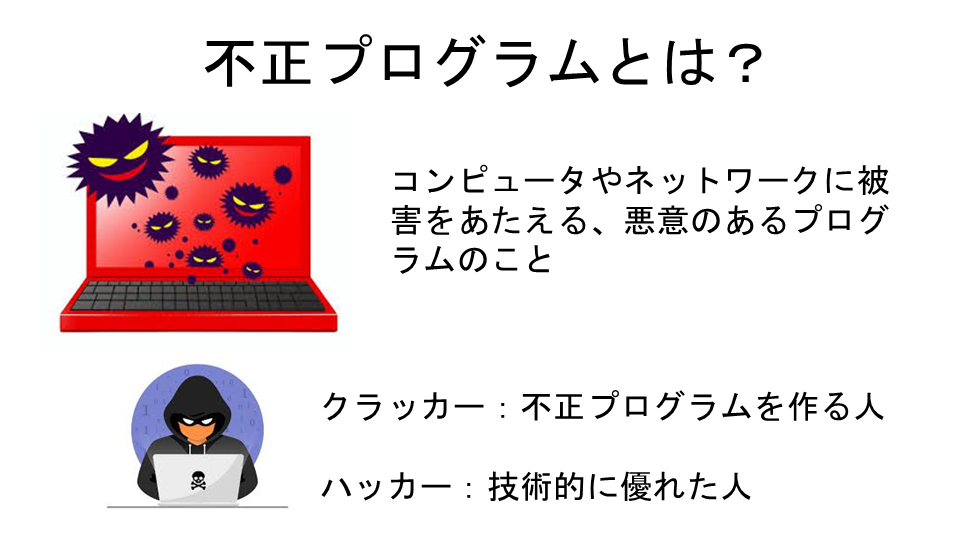 不正プログラムとは？
コンピュータやネットワークに被
害をあたえる、悪意のあるプログ
ラムのこと
クラッカー：不正プログラムを作る人
ハッカー：技術的に優れた人